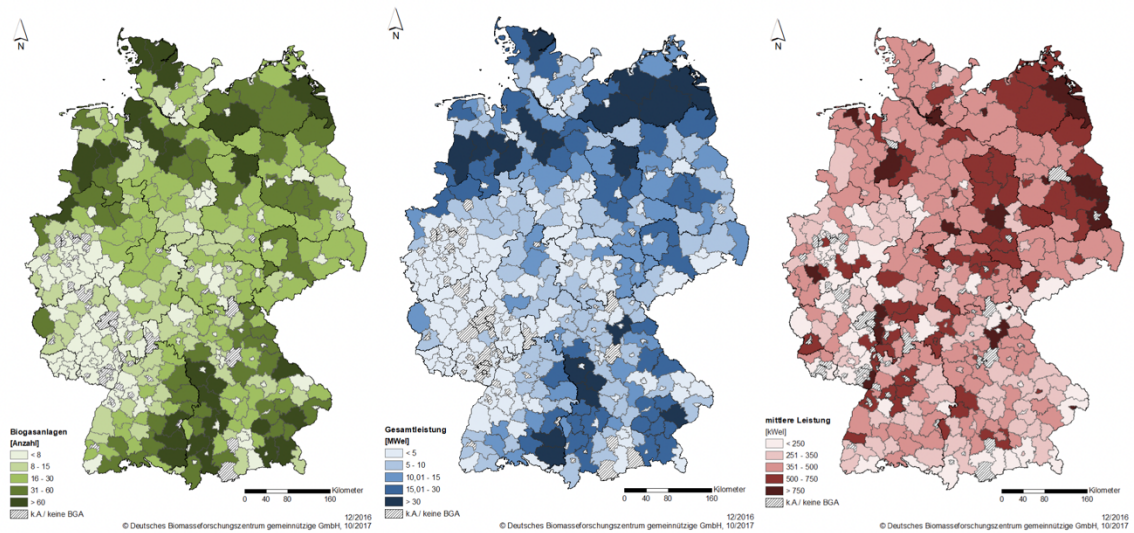 N
Biogasanlagen
[Anzahl]
< 8
8 - 15
16 - 30
31 - 60
> 60
k.A./ keine BGA
Kilometer
0 40 80 160
12/2016
© Deutsches Biomasseforschungszentrum gemeinnützige GmbH, 10/2017
N
Gesamtleistung
[MWel]
< 5
5 - 10
10,01 - 15
15,01 - 30
> 30
k.A./ keine BGA
Kilometer
0 40 80 160
12/2016
© Deutsches Biomasseforschungszentrum gemeinnützige GmbH, 10/2017
N
mittlere Leistung
[kWel]
< 250
251 - 350
351 - 500
500 - 750
> 750
k.A./ keine BGA
Kilometer
0 40 80 160
12/2016
© Deutsches Biomasseforschungszentrum gemeinnützige GmbH, 10/2017